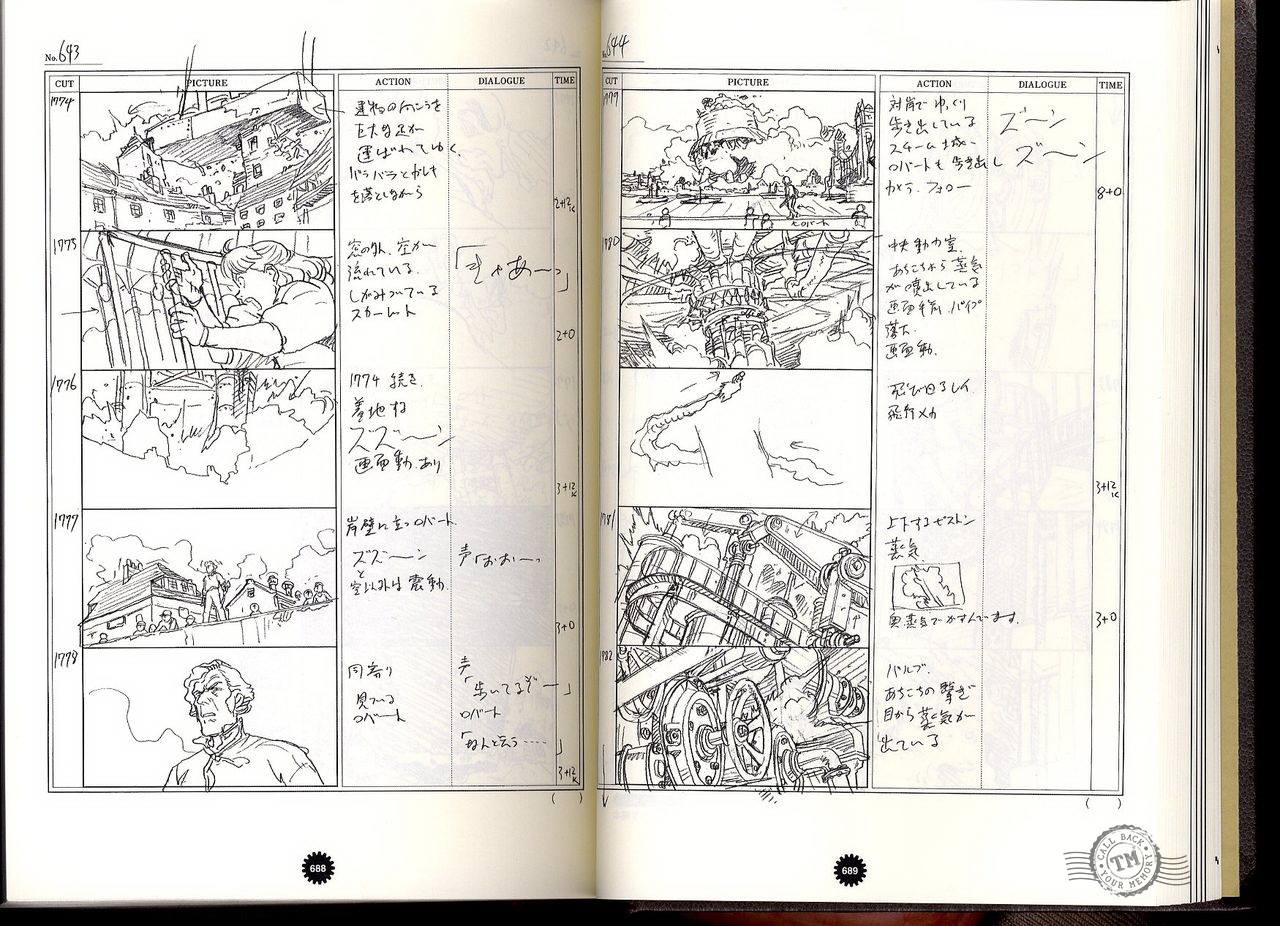 No. 643
CUT PICTURE ACTION DIALOGUE TIME
1774
建物の向こうを
巨大な足が
運ばれてゆく。
バラバラとガレキ
を落としながら
2+12K
1775
窓の外、空が
流れている。
しがみついている
スカーレット
「きゃあーっ」
2+0
1776
1774 続き。
着地する
ズズーン
画面動あり
3+12K
1777
岸壁に立つロバート
ズズーン
と
空以外は震動。
声「おおーっ
3+0
1778
同寄り
見ている
ロバート
声
「歩いてるぞー」
ロバート
「なんと云う……」
3+12K
( )
688
No. 644
CUT PICTURE ACTION DIALOGUE TIME
1779
対岸で ゆっくり
歩き出している
スチーム城。
ロバートも歩き出し
カメラ、フォロー
ズーン
ズーン
ロバート
8+0
1780
中央動力室。
あちこちから蒸気
が噴出している
画面手前、パイプ
落下。
画面動。
飛び回るレイ
飛行メカ
3+12K
1781
上下するピストン
蒸気
奥蒸気でかすんでいます。
3+0
1782
バルブ。
あちこちの繋ぎ
目から蒸気が
出ている
( )
689
CALL BACK
TM
YOUR MEMORY